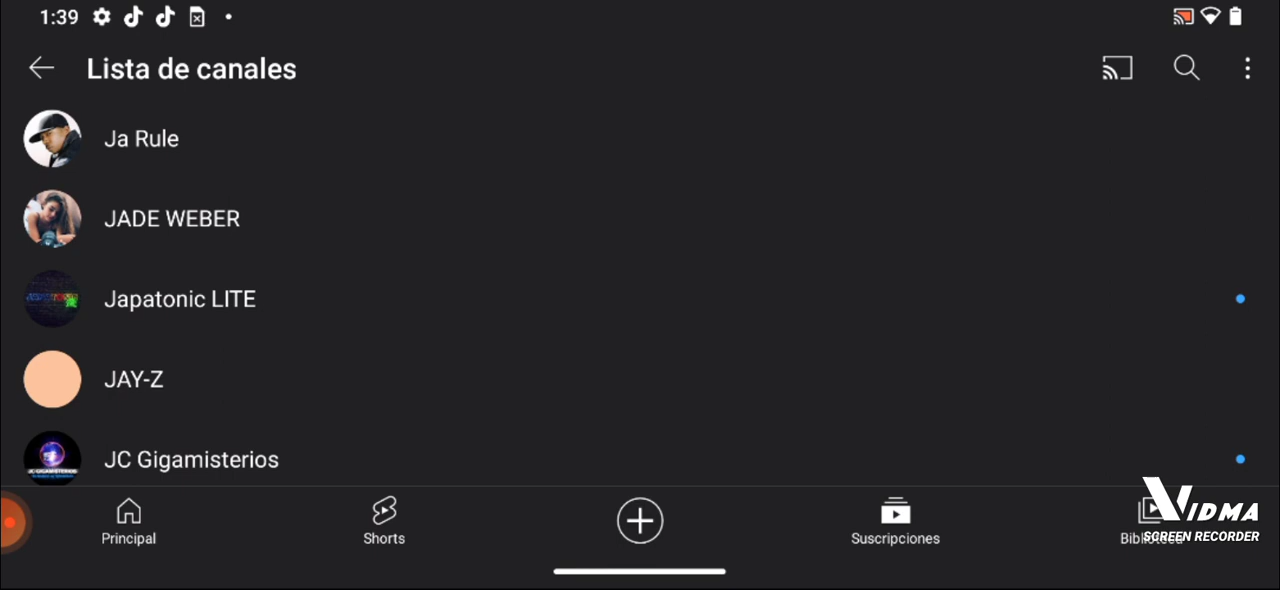 1:39
Lista de canales
Ja Rule
JADE WEBER
Japatonic LITE
JAY-Z
JC Gigamisterios
Principal
Shorts
Suscripciones
Biblioteca
VIDMA
SCREEN RECORDER